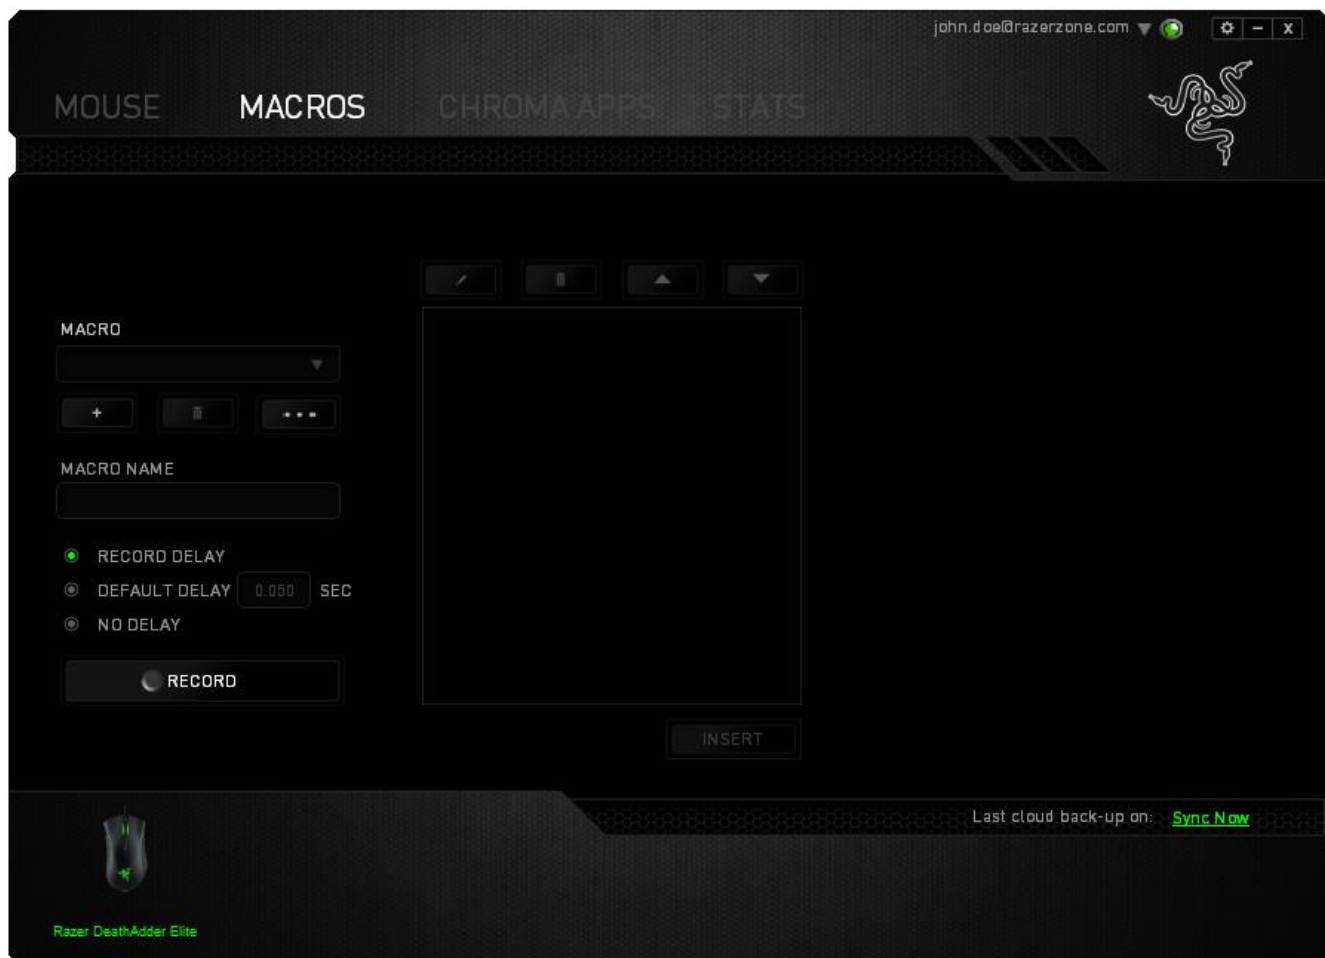 john.doe@razerzone.com
MOUSE MACROS CHROMA APPS STATS
MACRO
MACRO NAME
RECORD DELAY
DEFAULT DELAY 0.050 SEC
NO DELAY
RECORD
INSERT
Last cloud back-up on: Sync Now
Razer DeathAdder Elite